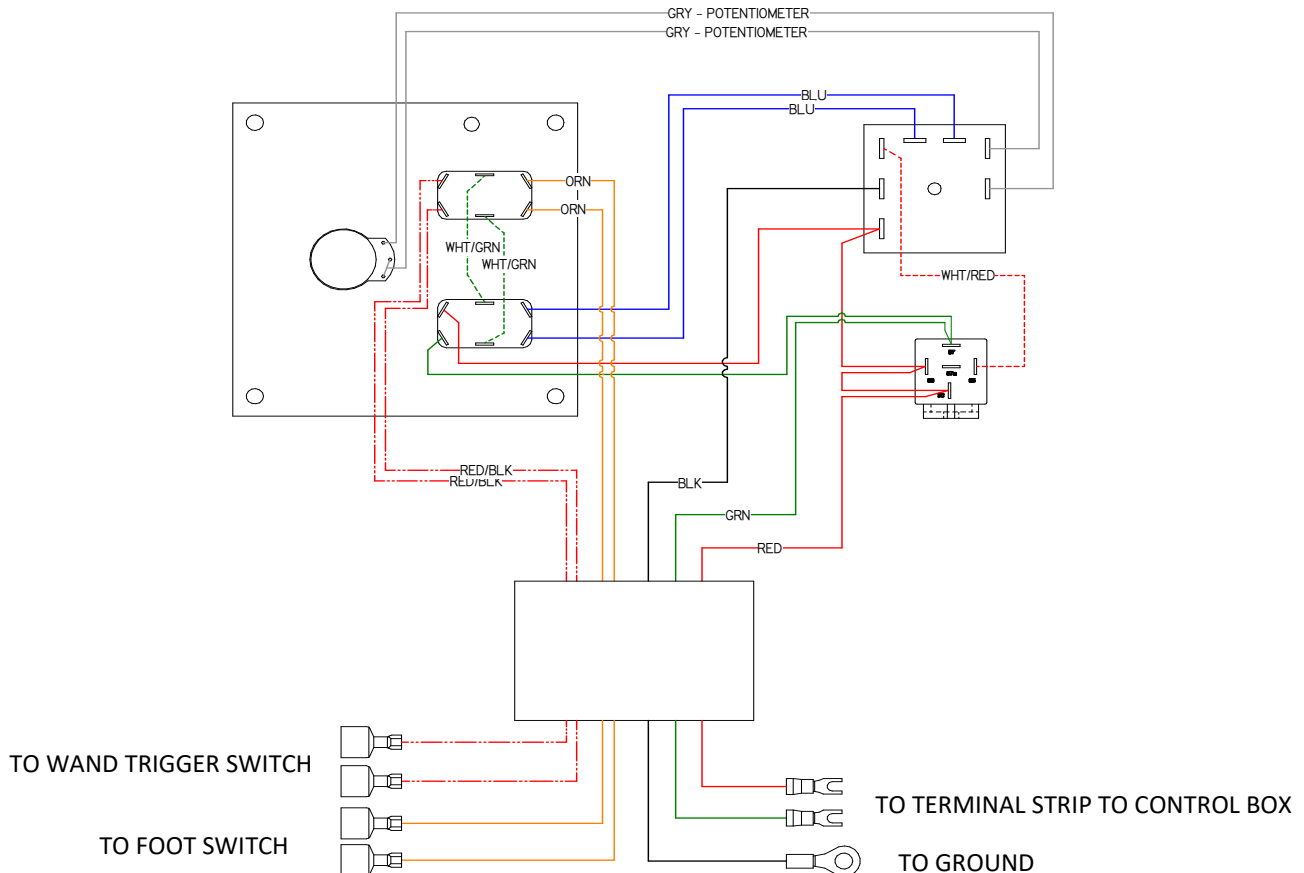 GRY - POTENTIOMETER
GRY - POTENTIOMETER
BLU
BLU
ORN
ORN
WHT/GRN
WHT/GRN
WHT/RED
RED/BLK
RED/BLK
BLK
GRN
RED
TO WAND TRIGGER SWITCH
TO FOOT SWITCH
TO TERMINAL STRIP TO CONTROL BOX
TO GROUND